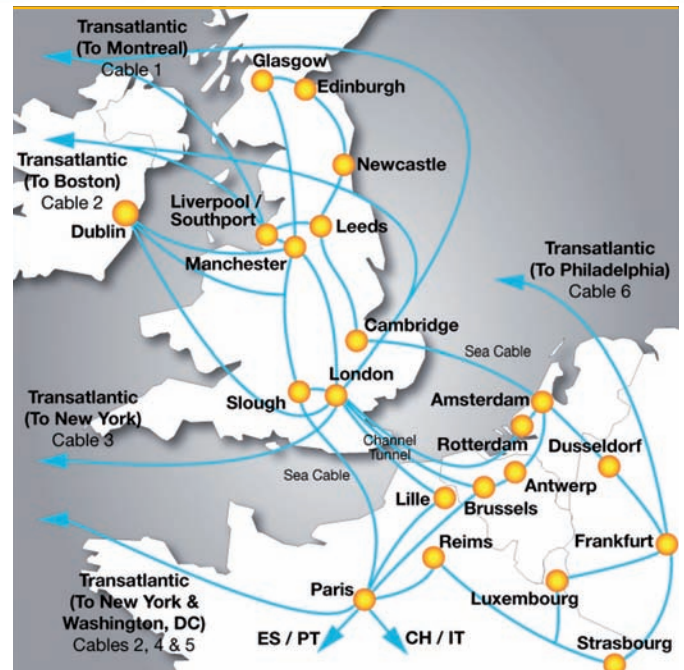 Transatlantic
(To Montreal)
Cable 1
Glasgow
Edinburgh
Transatlantic
(To Boston)
Cable 2
Newcastle
Liverpool /
Southport
Leeds
Dublin
Manchester
Transatlantic
(To Philadelphia)
Cable 6
Cambridge
Sea Cable
London
Transatlantic
(To New York)
Cable 3
Slough
Amsterdam
Rotterdam
Dusseldorf
Channel
Tunnel
Sea Cable
Antwerp
Lille
Brussels
Reims
Frankfurt
Paris
Luxembourg
Transatlantic
(To New York &
Washington, DC)
Cables 2, 4 & 5
ES / PT
CH / IT
Strasbourg